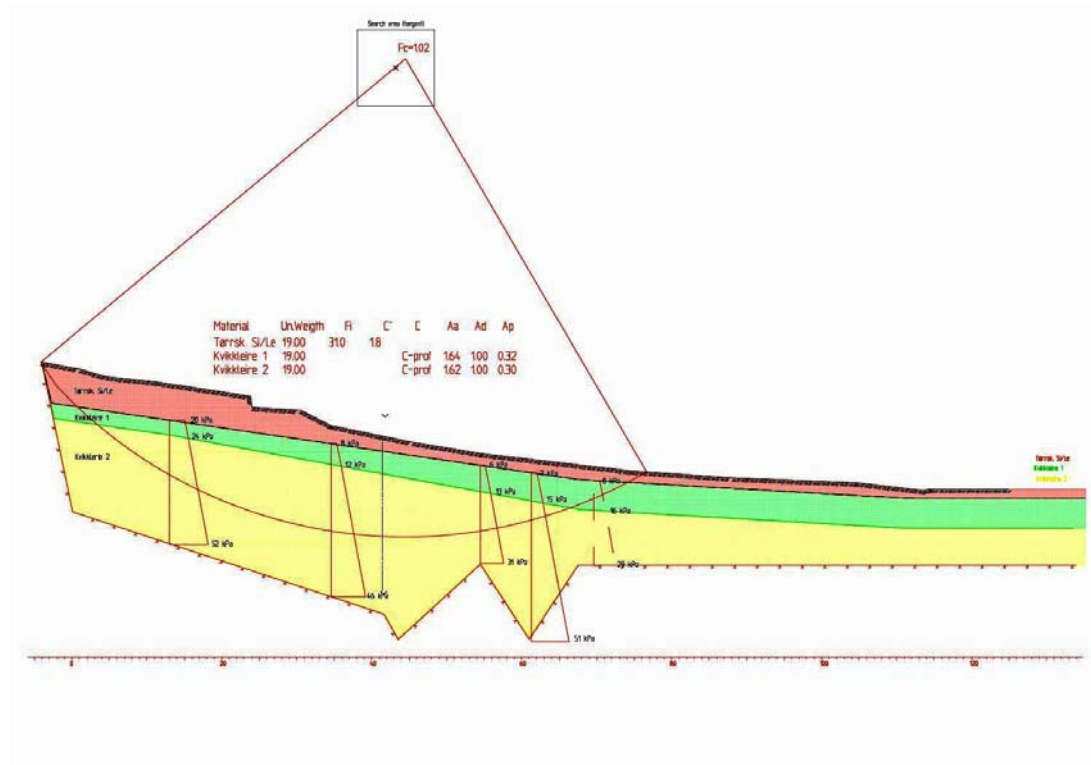 Search area (tangent)
Fc=1.02
Material Un.Weigth Fi C' C Aa Ad Ap
Tørrsk. Si/Le 19.00 31.0 1.8
Kvikkleire 1 19.00 C-prof 1.64 1.00 0.32
Kvikkleire 2 19.00 C-prof 1.62 1.00 0.30
Tørrsk. Si/Le
Kvikkleire 1
Kvikkleire 2
20 kPa
24 kPa
52 kPa
12 kPa
46 kPa
13 kPa
31 kPa
15 kPa
51 kPa
16 kPa
Tørrsk. Si/Le
Kvikkleire 1
Kvikkleire 2
0 20 40 60 80 100 120